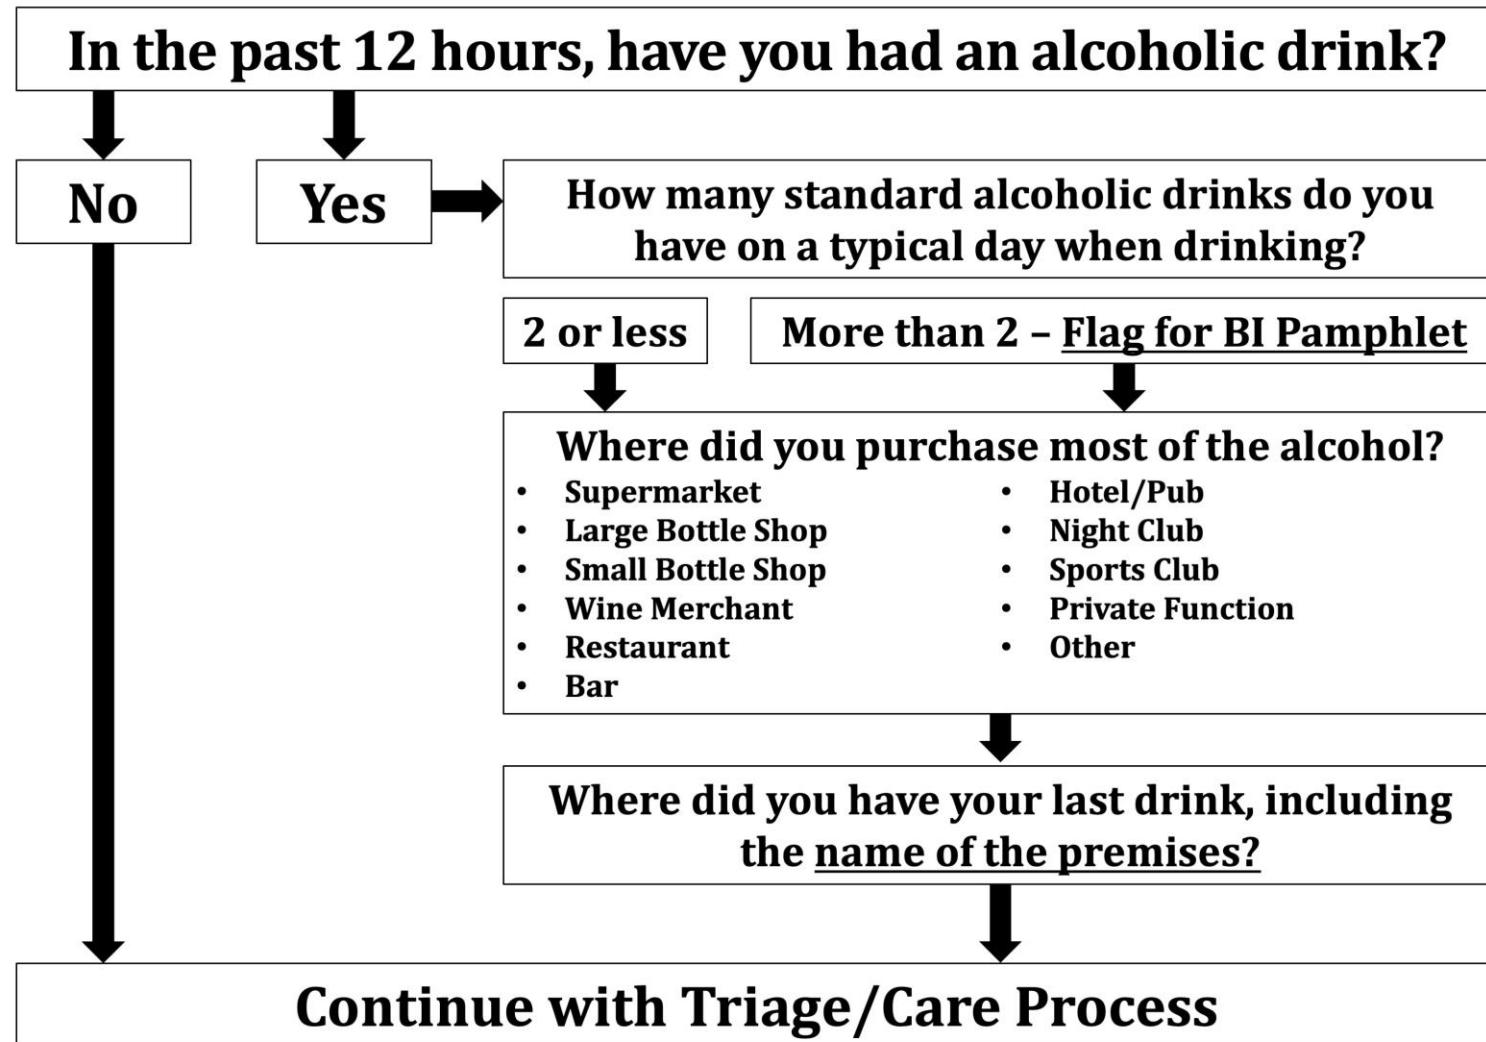 In the past 12 hours, have you had an alcoholic drink?
No
Yes
How many standard alcoholic drinks do you
have on a typical day when drinking?
2 or less
More than 2 – Flag for BI Pamphlet
Where did you purchase most of the alcohol?
• Supermarket
• Large Bottle Shop
• Small Bottle Shop
• Wine Merchant
• Restaurant
• Bar
• Hotel/Pub
• Night Club
• Sports Club
• Private Function
• Other
Where did you have your last drink, including
the name of the premises?
Continue with Triage/Care Process